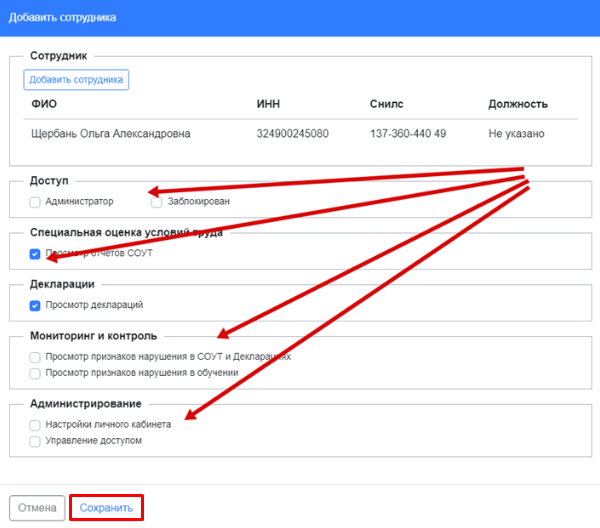 Добавить сотрудника
Сотрудник
Добавить сотрудника
ФИО ИНН Снилс Должность
Щербань Ольга Александровна 324900245080 137-360-440 49 Не указано
Доступ
Администратор Заблокирован
Специальная оценка условий труда
Просмотр отчетов СОУТ
Декларации
Просмотр деклараций
Мониторинг и контроль
Просмотр признаков нарушения в СОУТ и Декларациях
Просмотр признаков нарушения в обучении
Администрирование
Настройки личного кабинета
Управление доступом
Отмена Сохранить